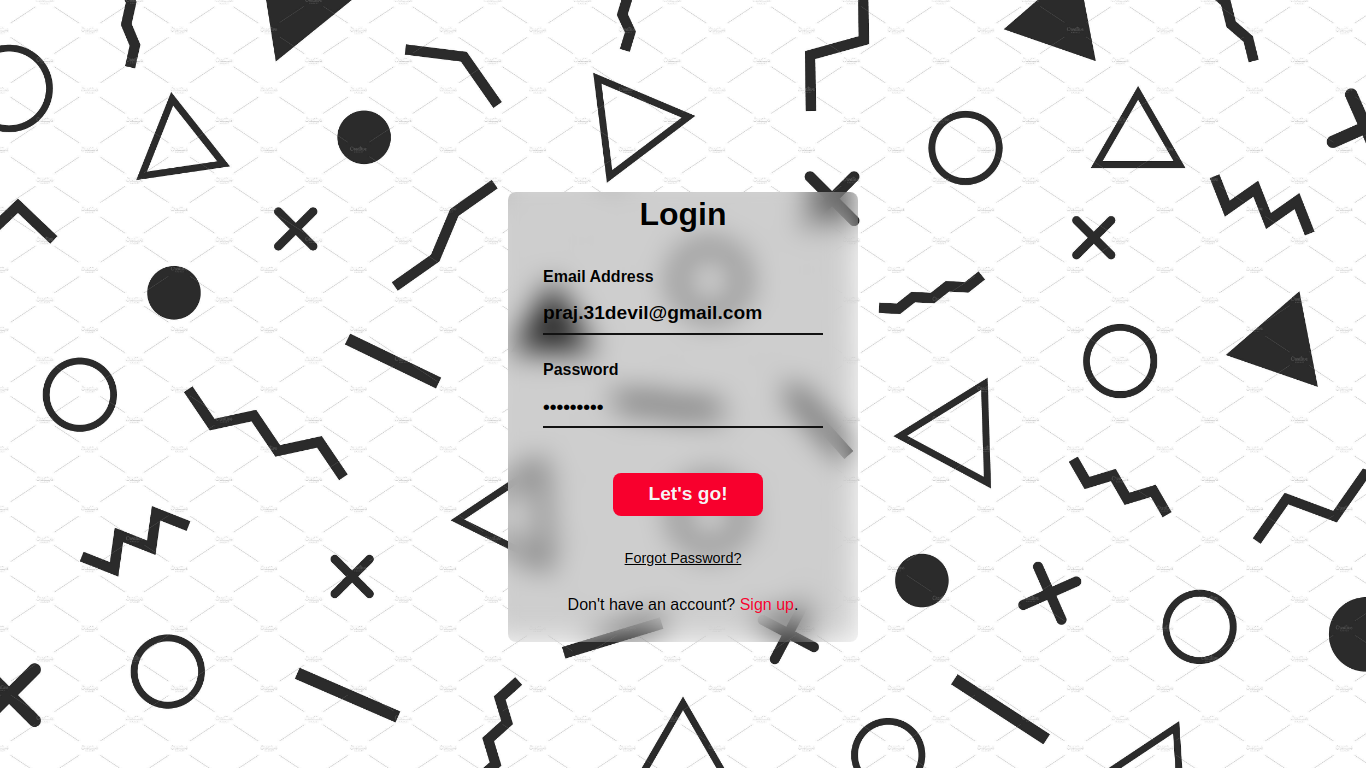 Login
Email Address
praj.31devil@gmail.com
Password
•••••••••
Let's go!
Forgot Password?
Don't have an account? Sign up.